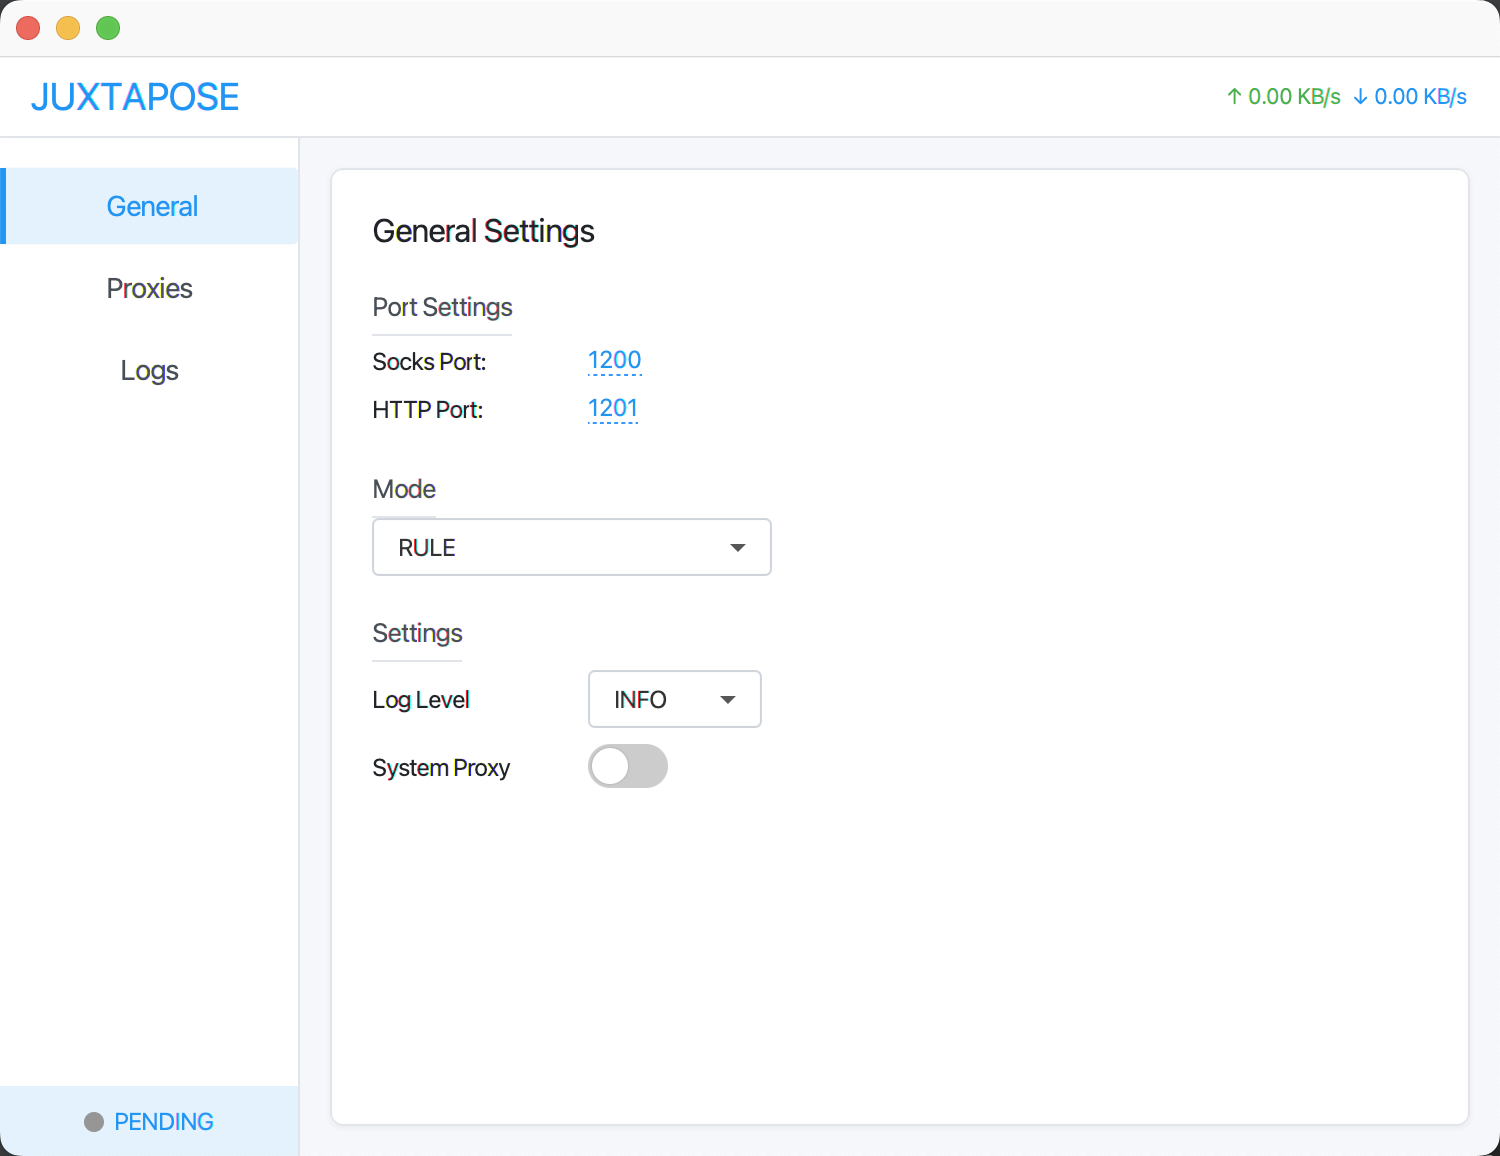 JUXTAPOSE
↑ 0.00 KB/s ↓ 0.00 KB/s
General
Proxies
Logs
General Settings
Port Settings
Socks Port: 1200
HTTP Port: 1201
Mode
RULE
Settings
Log Level INFO
System Proxy
PENDING